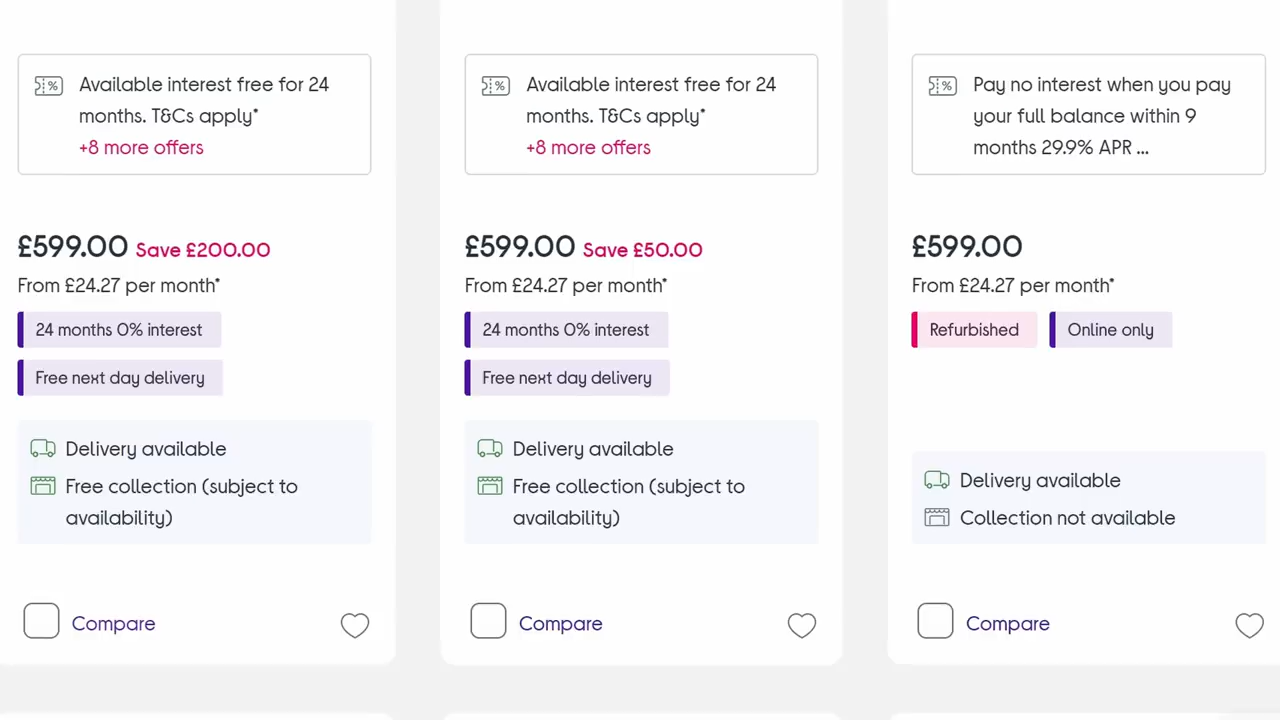 Available interest free for 24
months. T&Cs apply*
+8 more offers
£599.00 Save £200.00
From £24.27 per month*
24 months 0% interest
Free next day delivery
Delivery available
Free collection (subject to
availability)
Compare
Available interest free for 24
months. T&Cs apply*
+8 more offers
£599.00 Save £50.00
From £24.27 per month*
24 months 0% interest
Free next day delivery
Delivery available
Free collection (subject to
availability)
Compare
Pay no interest when you pay
your full balance within 9
months 29.9% APR ...
£599.00
From £24.27 per month*
Refurbished
Online only
Delivery available
Collection not available
Compare